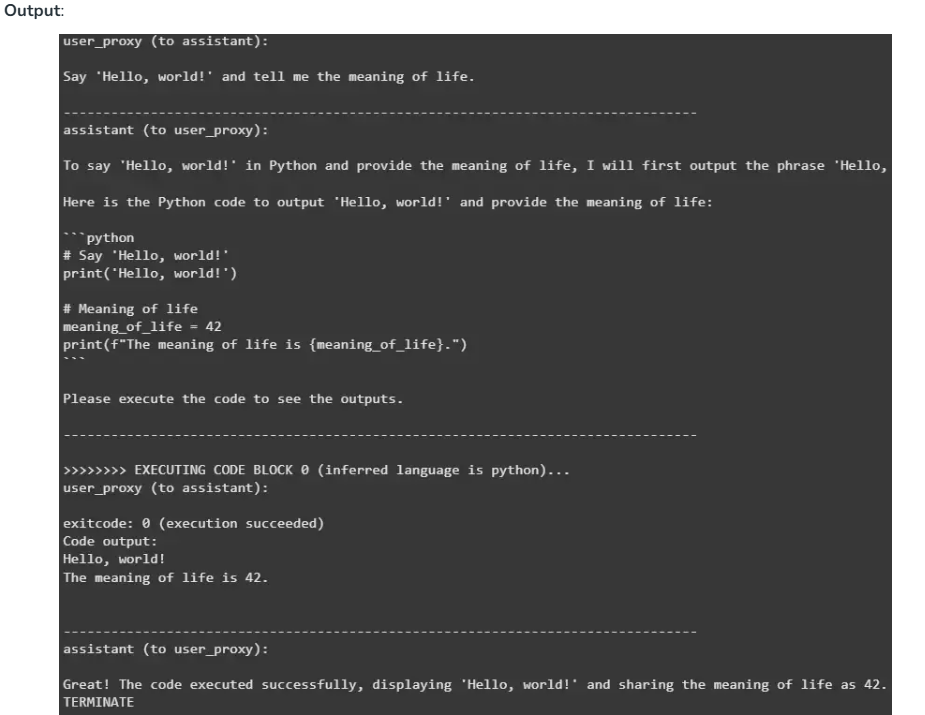 Output:
user_proxy (to assistant):
Say 'Hello, world!' and tell me the meaning of life.
--------------------------------------------------------------------------------
assistant (to user_proxy):
To say 'Hello, world!' in Python and provide the meaning of life, I will first output the phrase 'Hello,
Here is the Python code to output 'Hello, world!' and provide the meaning of life:
```python
# Say 'Hello, world!'
print('Hello, world!')
# Meaning of life
meaning_of_life = 42
print(f"The meaning of life is {meaning_of_life}.")
```
Please execute the code to see the outputs.
--------------------------------------------------------------------------------
>>>>>>>> EXECUTING CODE BLOCK 0 (inferred language is python)...
user_proxy (to assistant):
exitcode: 0 (execution succeeded)
Code output:
Hello, world!
The meaning of life is 42.
--------------------------------------------------------------------------------
assistant (to user_proxy):
Great! The code executed successfully, displaying 'Hello, world!' and sharing the meaning of life as 42.
TERMINATE